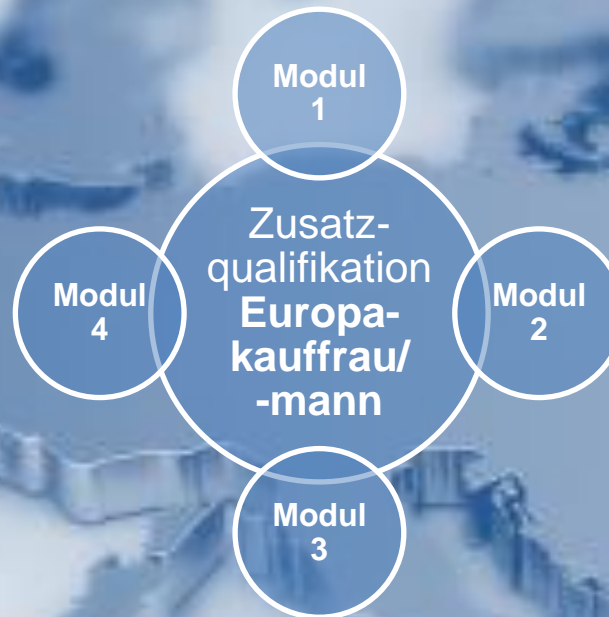 Modul
1
Zusatz-
qualifikation
Europa-
kauffrau/
-mann
Modul
4
Modul
2
Modul
3